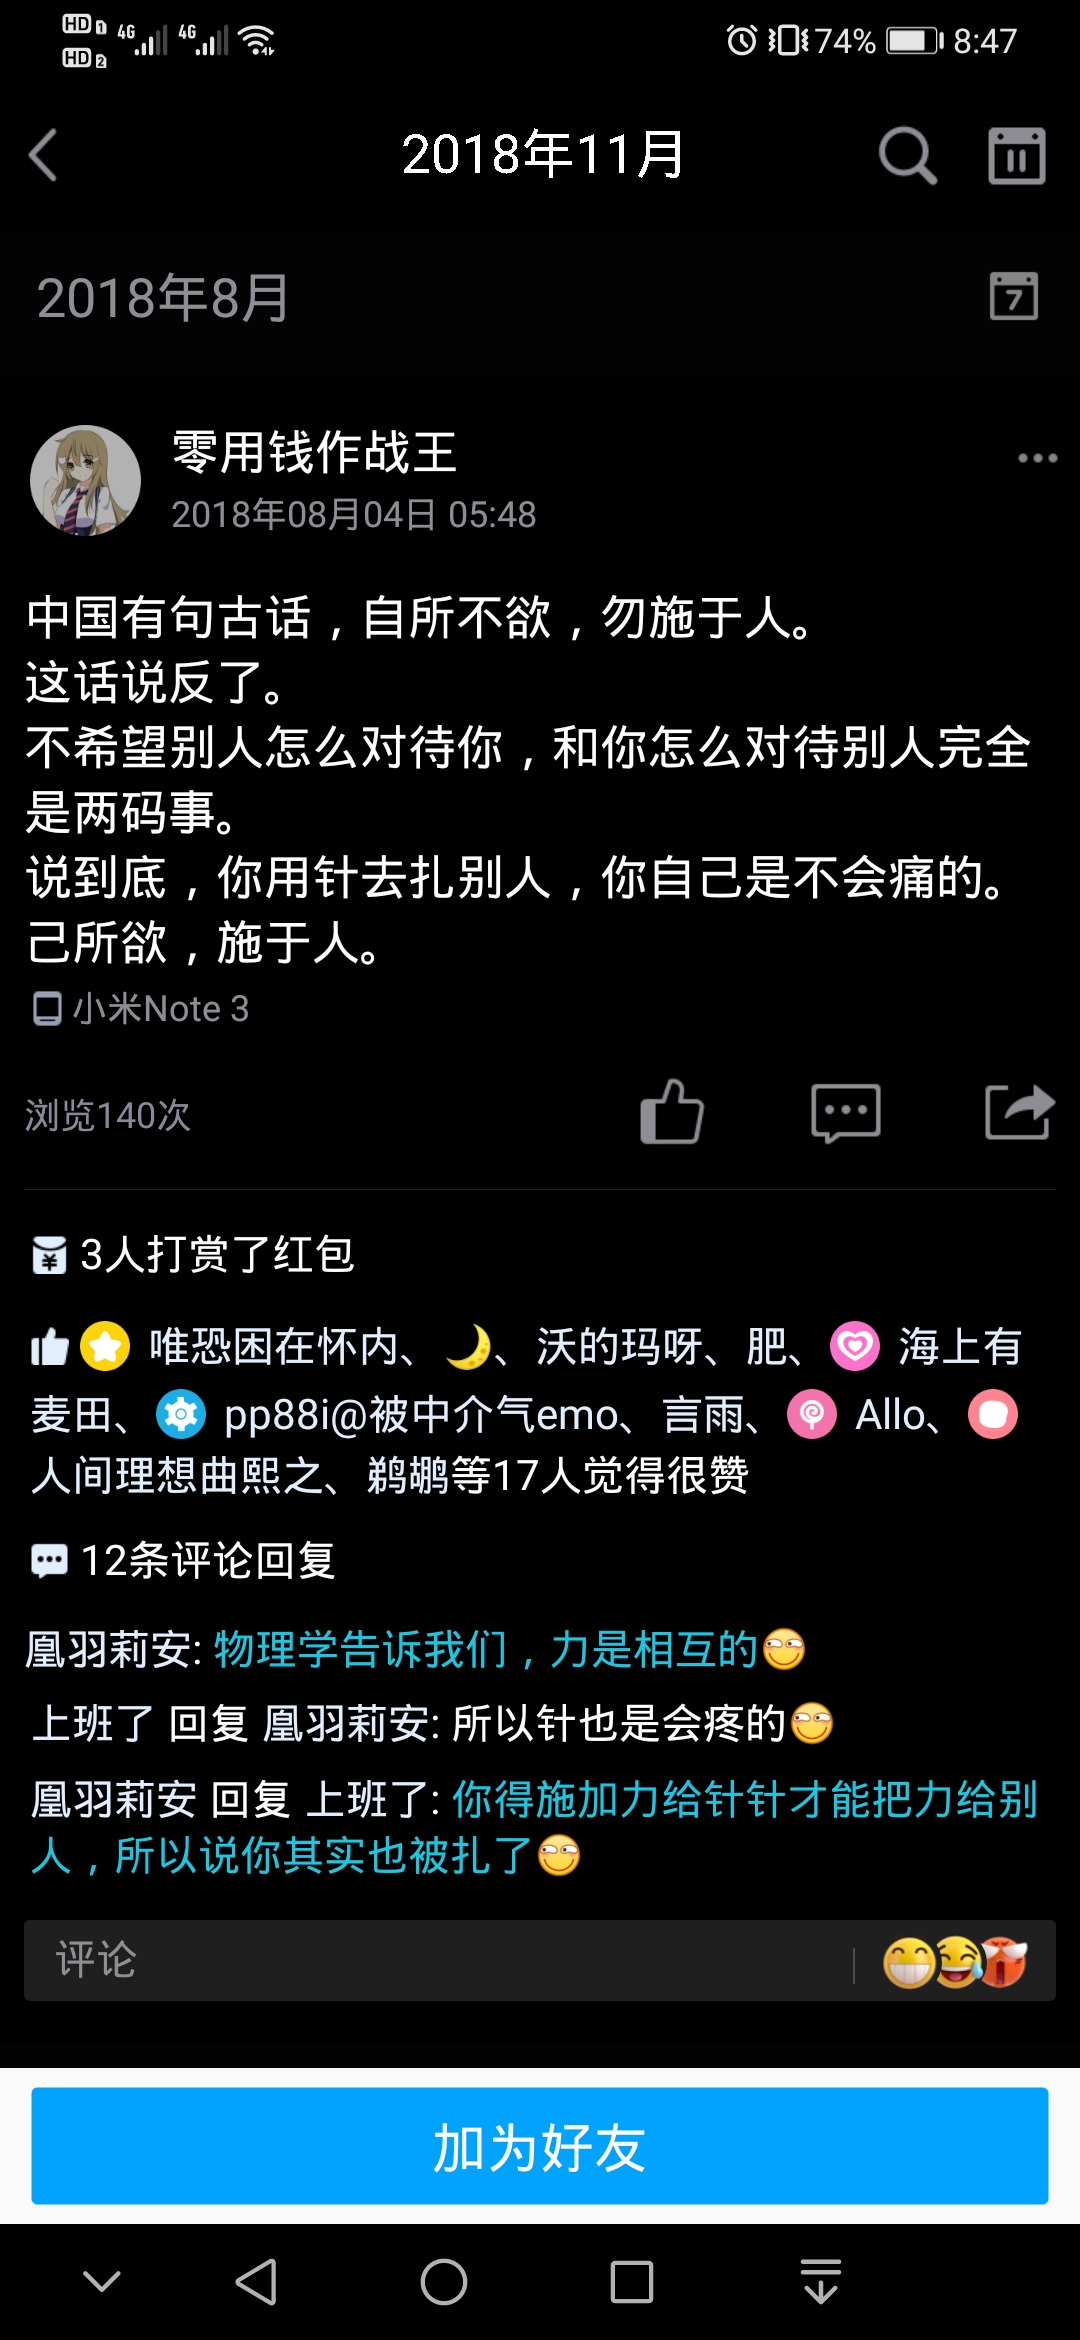 HD 1 4G 4G 74% 8:47
HD 2
2018年11月
2018年8月
7
零用钱作战王
2018年08月04日 05:48
中国有句古话，自所不欲，勿施于人。
这话说反了。
不希望别人怎么对待你，和你怎么对待别人完全
是两码事。
说到底，你用针去扎别人，你自己是不会痛的。
己所欲，施于人。
小米Note 3
浏览140次
3人打赏了红包
唯恐困在怀内、🌙、沃的玛呀、肥、海上有
麦田、pp88i@被中介气emo、言雨、Allo、
人间理想曲熙之、鹈鹕等17人觉得很赞
12条评论回复
凰羽莉安: 物理学告诉我们，力是相互的
上班了 回复 凰羽莉安: 所以针也是会疼的
凰羽莉安 回复 上班了: 你得施加力给针针才能把力给别
人，所以说你其实也被扎了
评论
加为好友